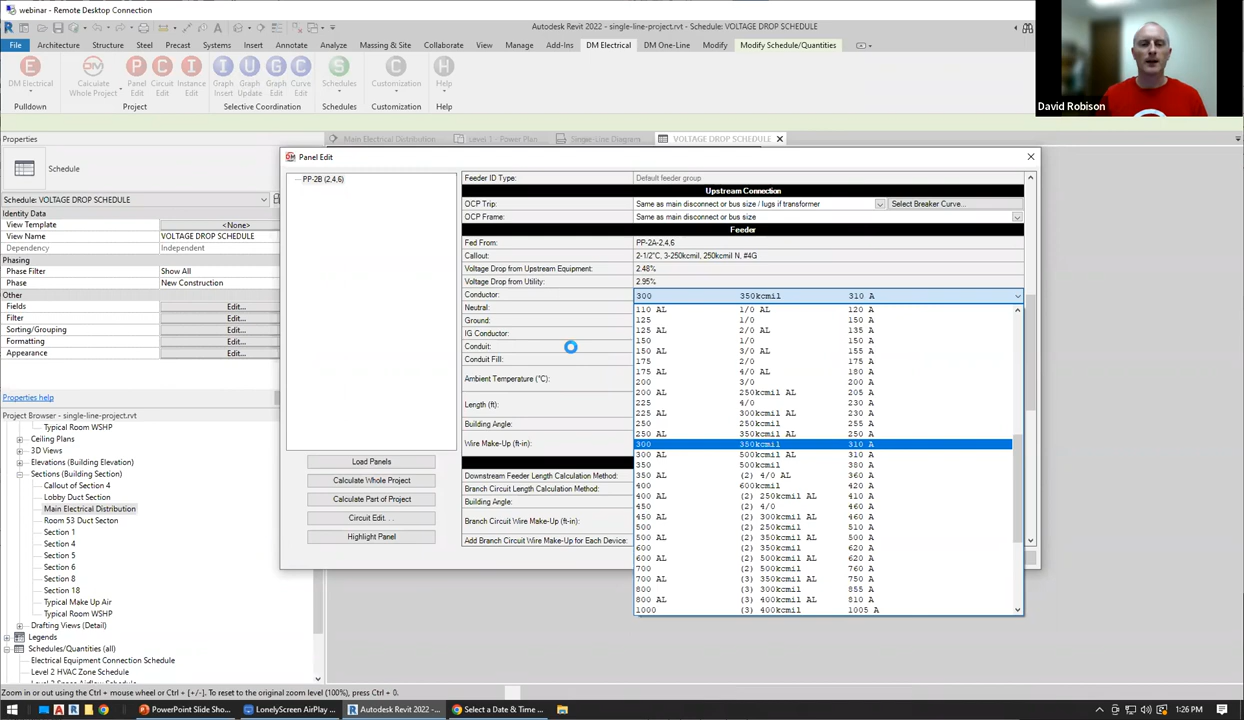 webinar - Remote Desktop Connection
Autodesk Revit 2022 - single-line-project.rvt - Schedule: VOLTAGE DROP SCHEDULE
File Architecture Structure Steel Precast Systems Insert Annotate Analyze Massing & Site Collaborate View Manage Add-Ins DM Electrical DM One-Line Modify Modify Schedule/Quantities
DM Electrical
Calculate Whole Project
Panel Edit
Circuit Edit
Instance Edit
Graph Insert
Graph Update
Graph Edit
Curve Edit
Schedules
Customization
Help
Pulldown Project Selective Coordination Schedules Customization Help
David Robison
Properties
Main Electrical Distribution
Level 1 - Power Plan
Single-Line Diagram
VOLTAGE DROP SCHEDULE
Schedule
Schedule: VOLTAGE DROP SCHEDULE
Identity Data
View Template <None>
View Name VOLTAGE DROP SCHEDULE
Dependency Independent
Phasing
Phase Filter Show All
Phase New Construction
Other
Fields Edit...
Filter Edit...
Sorting/Grouping Edit...
Formatting Edit...
Appearance Edit...
Properties help
Project Browser - single-line-project.rvt
Typical Room WSHP
Ceiling Plans
3D Views
Elevations (Building Elevation)
Sections (Building Section)
Callout of Section 4
Lobby Duct Section
Main Electrical Distribution
Room 53 Duct Secton
Section 1
Section 4
Section 5
Section 6
Section 8
Section 18
Typical Make Up Air
Typical Room WSHP
Drafting Views (Detail)
Legends
Schedules/Quantities (all)
Electrical Equipment Connection Schedule
Level 2 HVAC Zone Schedule
Panel Edit
PP-2B (2,4,6)
Load Panels
Calculate Whole Project
Calculate Part of Project
Circuit Edit. . .
Highlight Panel
Feeder ID Type: Default feeder group
Upstream Connection
OCP Trip: Same as main disconnect or bus size / lugs if transformer Select Breaker Curve...
OCP Frame: Same as main disconnect or bus size
Feeder
Fed From: PP-2A-2,4,6
Callout: 2-1/2"C, 3-250kcmil, 250kcmil N, #4G
Voltage Drop from Upstream Equipment: 2.48%
Voltage Drop from Utility: 2.95%
Conductor: 300 350kcmil 310 A
Neutral:
Ground:
IG Conductor:
Conduit:
Conduit Fill:
Ambient Temperature (°C):
Length (ft):
Building Angle:
Wire Make-Up (ft-in):
Downstream Feeder Length Calculation Method:
Branch Circuit Length Calculation Method:
Building Angle:
Branch Circuit Wire Make-Up (ft-in):
Add Branch Circuit Wire Make-Up for Each Device:
110 AL 1/0 AL 120 A
125 1/0 150 A
125 AL 2/0 AL 135 A
150 1/0 150 A
150 AL 3/0 AL 155 A
175 2/0 175 A
175 AL 4/0 AL 180 A
200 3/0 200 A
200 AL 250kcmil AL 205 A
225 4/0 230 A
225 AL 300kcmil AL 230 A
250 250kcmil 255 A
250 AL 350kcmil AL 250 A
300 350kcmil 310 A
300 AL 500kcmil AL 310 A
350 500kcmil 380 A
350 AL (2) 4/0 AL 360 A
400 600kcmil 420 A
400 AL (2) 250kcmil AL 410 A
450 (2) 4/0 460 A
450 AL (2) 300kcmil AL 460 A
500 (2) 250kcmil 510 A
500 AL (2) 350kcmil AL 500 A
600 (2) 350kcmil 620 A
600 AL (2) 500kcmil AL 620 A
700 (2) 500kcmil 760 A
700 AL (3) 350kcmil AL 750 A
800 (3) 300kcmil 855 A
800 AL (3) 400kcmil AL 810 A
1000 (3) 400kcmil 1005 A
Zoom in or out using the Ctrl + mouse wheel or Ctrl + [+/-]. To reset to the original zoom level (100%), press Ctrl + 0.
PowerPoint Slide Sho...
LonelyScreen AirPlay ...
Autodesk Revit 2022 -...
Select a Date & Time ...
1:26 PM